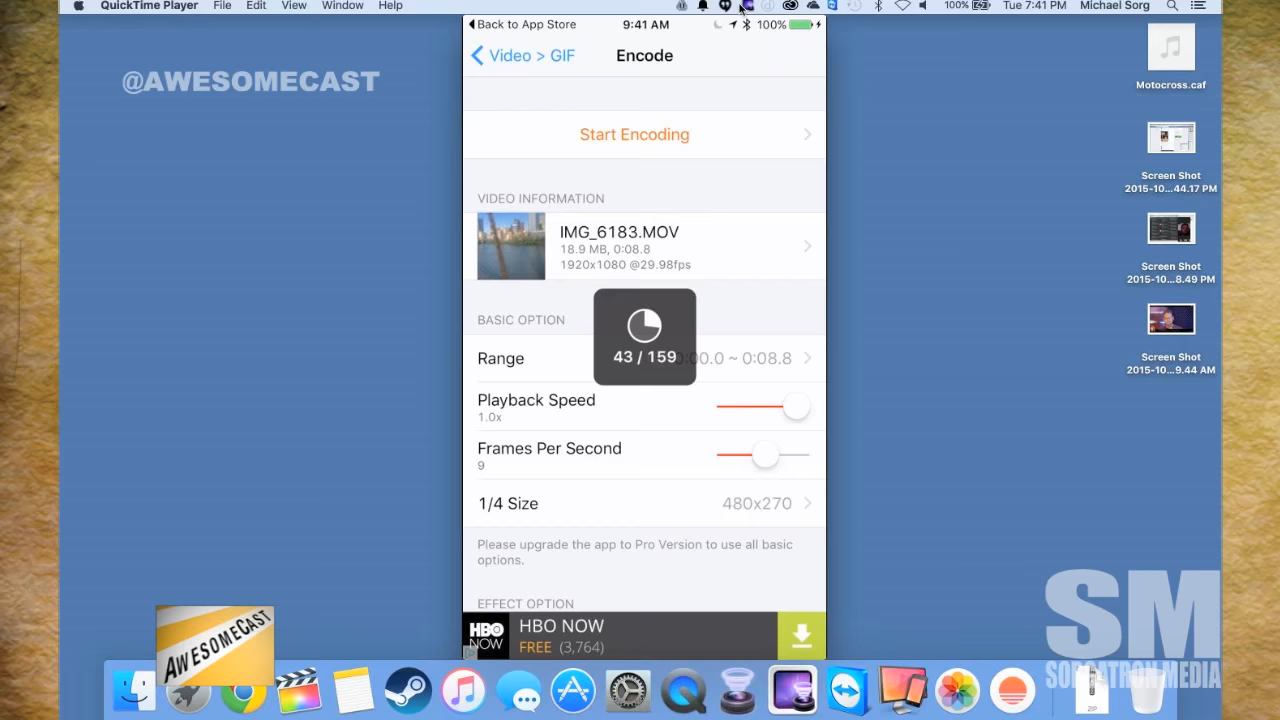 QuickTime Player File Edit View Window Help
100% Tue 7:41 PM Michael Sorg
Back to App Store 9:41 AM 100%
Video > GIF Encode
@AWESOMECAST
Motocross.caf
Start Encoding
Screen Shot
2015-10...44.17 PM
VIDEO INFORMATION
IMG_6183.MOV
18.9 MB, 0:08.8
1920x1080 @29.98fps
Screen Shot
2015-10...8.49 PM
BASIC OPTION
43 / 159
Range 0:00.0 ~ 0:08.8
Screen Shot
2015-10...9.44 AM
Playback Speed
1.0x
Frames Per Second
9
1/4 Size 480x270
Please upgrade the app to Pro Version to use all basic
options.
EFFECT OPTION
HBO NOW
FREE (3,764)
HBO
NOW
AWESOMECAST
SM
SORGATRON MEDIA
ZIP